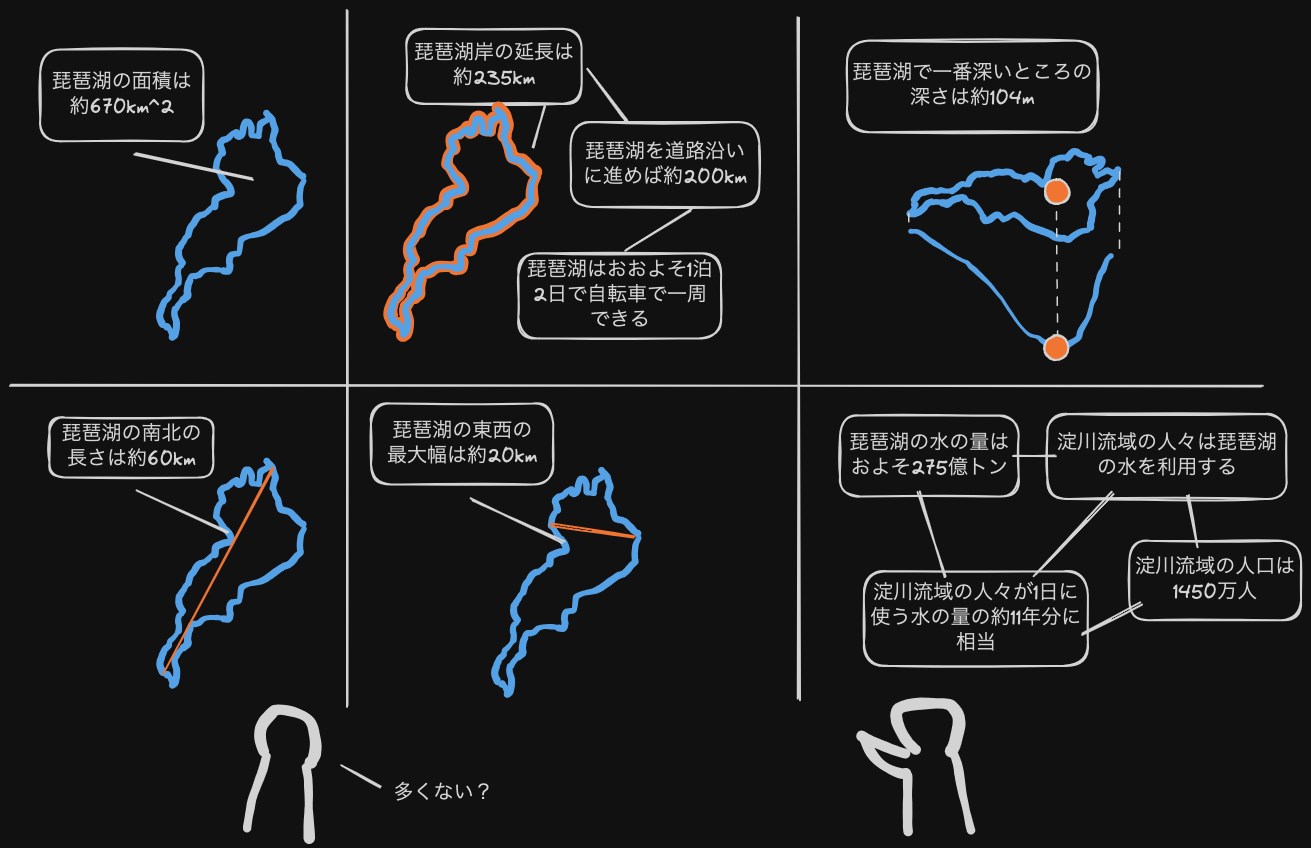 琵琶湖の面積は
約670km^2
琵琶湖岸の延長は
約235km
琵琶湖を道路沿い
に進めば約200km
琵琶湖はおおよそ1泊
2日で自転車で一周
できる
琵琶湖で一番深いところの
深さは約104m
琵琶湖の南北の
長さは約60km
琵琶湖の東西の
最大幅は約20km
琵琶湖の水の量は
およそ275億トン
淀川流域の人々は琵琶湖
の水を利用する
淀川流域の人口は
1450万人
淀川流域の人々が1日に
使う水の量の約11年分に
相当
多くない？